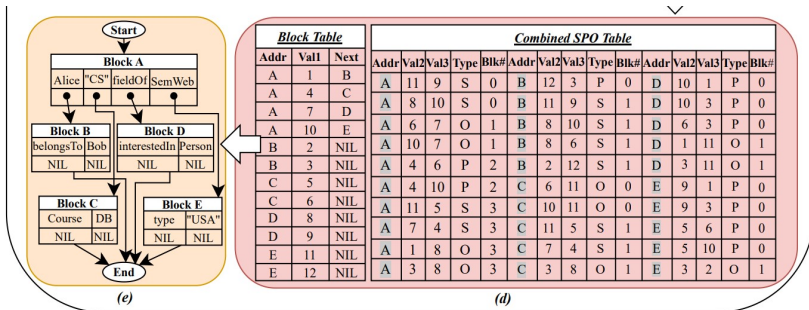 Start
Block A
Alice "CS" fieldOf SemWeb
Block B
belongsTo Bob
NIL NIL
Block D
interestedIn Person
NIL NIL
Block C
Course DB
NIL NIL
Block E
type "USA"
NIL NIL
End
(e)
Block Table
Addr Val1 Next
A 1 B
A 4 C
A 7 D
A 10 E
B 2 NIL
B 3 NIL
C 5 NIL
C 6 NIL
D 8 NIL
D 9 NIL
E 11 NIL
E 12 NIL
Combined SPO Table
Addr Val2 Val3 Type Blk# Addr Val2 Val3 Type Blk# Addr Val2 Val3 Type Blk#
A 11 9 S 0 B 12 3 P 0 D 10 1 P 0
A 8 10 S 0 B 11 9 S 1 D 10 3 P 0
A 6 7 O 1 B 8 10 S 1 D 6 3 P 0
A 10 7 O 1 B 8 6 S 1 D 1 11 O 1
A 4 6 P 2 B 2 12 S 1 D 3 11 O 1
A 4 10 P 2 C 6 11 O 0 E 9 1 P 0
A 11 5 S 3 C 10 11 O 0 E 9 3 P 0
A 7 4 S 3 C 11 5 S 1 E 5 6 P 0
A 1 8 O 3 C 7 4 S 1 E 5 10 P 0
A 3 8 O 3 C 3 8 O 1 E 3 2 O 1
(d)